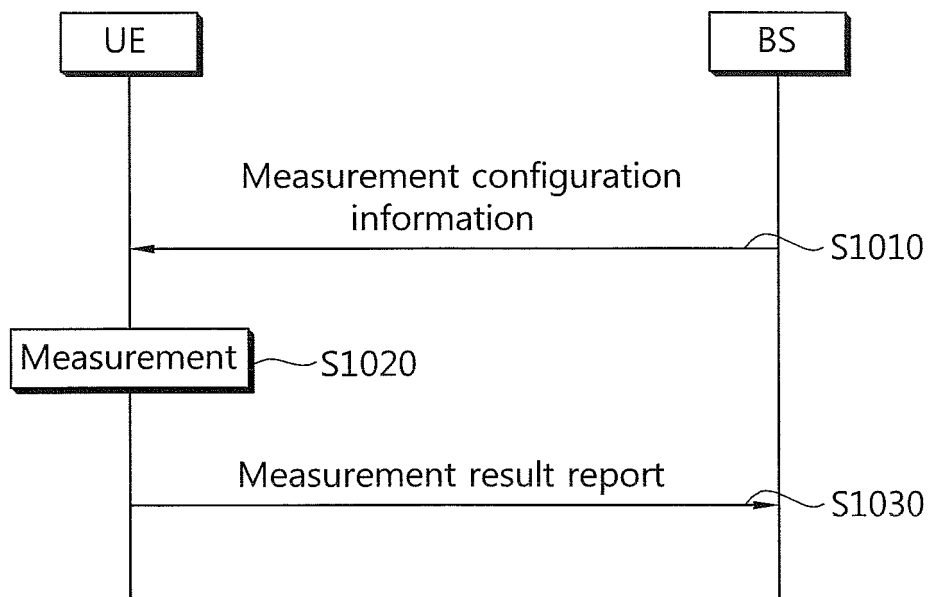 UE
BS
Measurement configuration
information
S1010
Measurement
S1020
Measurement result report
S1030